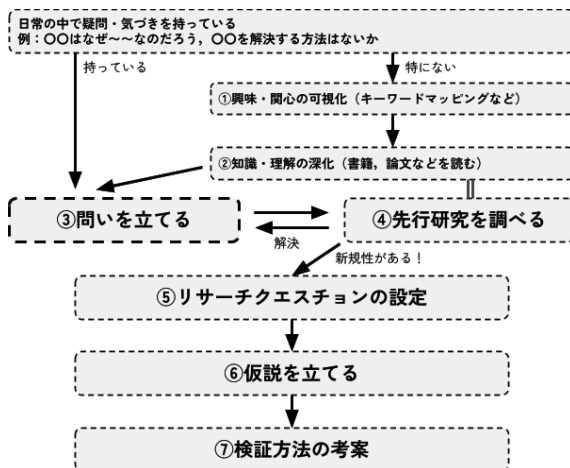 日常の中で疑問・気づきを持っている
例：〇〇はなぜ〜〜なのだろう，〇〇を解決する方法はないか
持っている
特にない
①興味・関心の可視化（キーワードマッピングなど）
②知識・理解の深化（書籍，論文などを読む）
③問いを立てる
④先行研究を調べる
解決
新規性がある！
⑤リサーチクエスチョンの設定
⑥仮説を立てる
⑦検証方法の考案